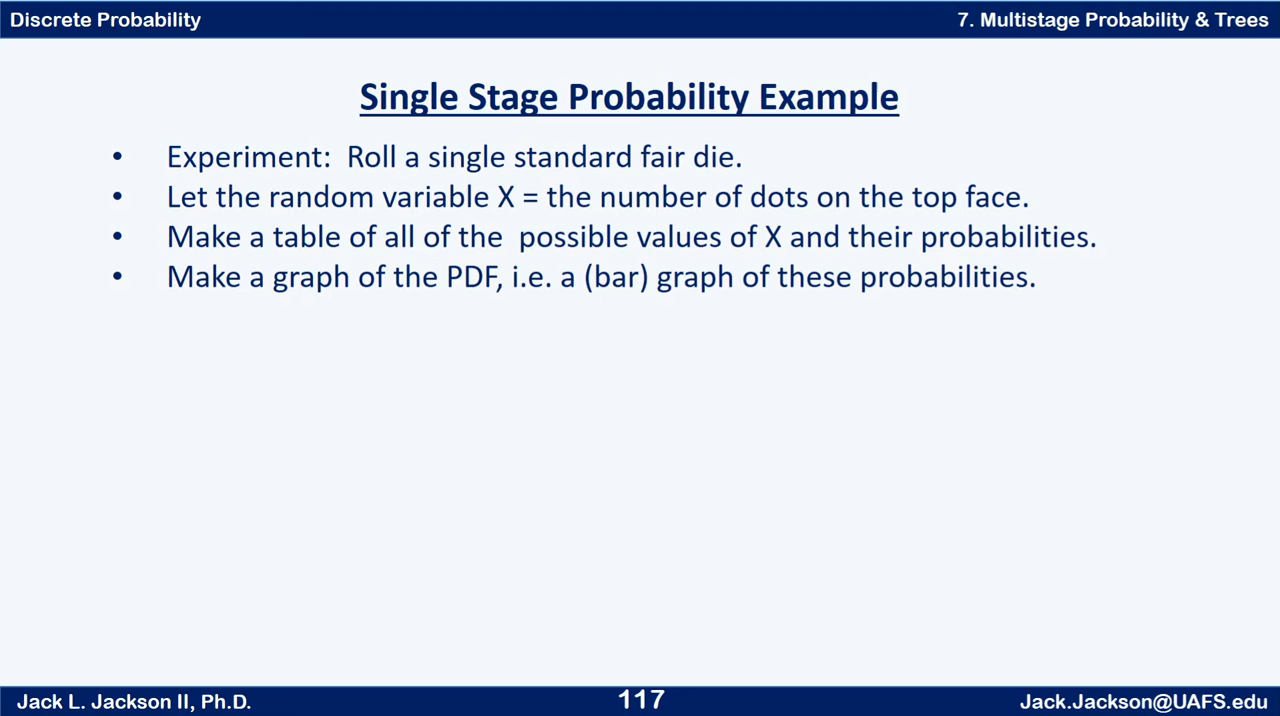 Discrete Probability
7. Multistage Probability & Trees
Single Stage Probability Example
• Experiment:  Roll a single standard fair die.
• Let the random variable X = the number of dots on the top face.
• Make a table of all of the  possible values of X and their probabilities.
• Make a graph of the PDF, i.e. a (bar) graph of these probabilities.
Jack L. Jackson II, Ph.D.
117
Jack.Jackson@UAFS.edu